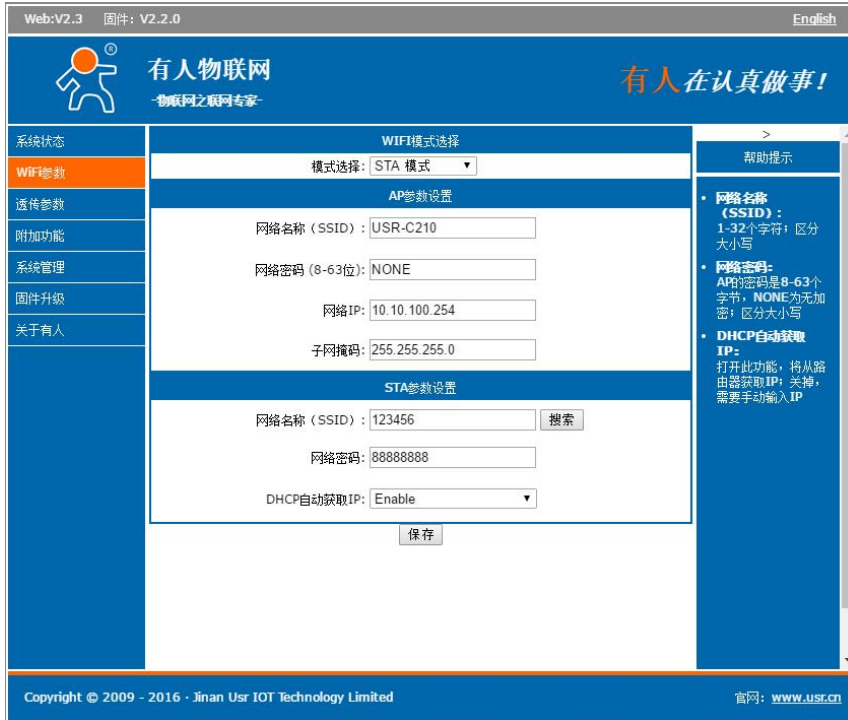 Web:V2.3 固件: V2.2.0
English
®
有人物联网
-物联网之联网专家-
有人在认真做事!
系统状态
WiFi参数
透传参数
附加功能
系统管理
固件升级
关于有人
WIFI模式选择
模式选择: STA 模式
AP参数设置
网络名称 (SSID) : USR-C210
网络密码 (8-63位): NONE
网络IP: 10.10.100.254
子网掩码: 255.255.255.0
STA参数设置
网络名称 (SSID) : 123456 搜索
网络密码: 88888888
DHCP自动获取IP: Enable
保存
>
帮助提示
• 网络名称
(SSID) :
1-32个字符; 区分
大小写
• 网络密码:
AP的密码是8-63个
字节, NONE为无加
密; 区分大小写
• DHCP自动获取
IP:
打开此功能, 将从路
由器获取IP; 关掉,
需要手动输入IP
Copyright © 2009 - 2016 · Jinan Usr IOT Technology Limited
官网: www.usr.cn